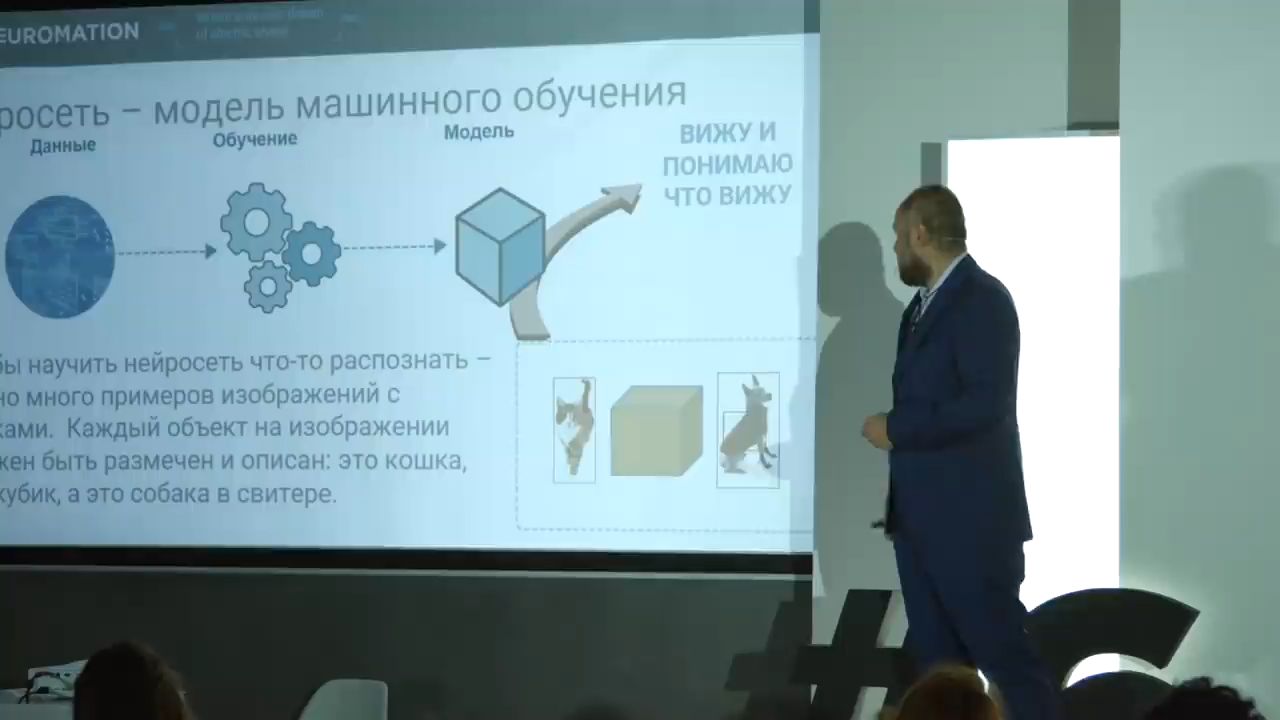 EUROMATION
росеть – модель машинного обучения
Данные
Обучение
Модель
ВИЖУ И
ПОНИМАЮ
ЧТО ВИЖУ
бы научить нейросеть что-то распознать –
но много примеров изображений с
ками. Каждый объект на изображении
жен быть размечен и описан: это кошка,
кубик, а это собака в свитере.